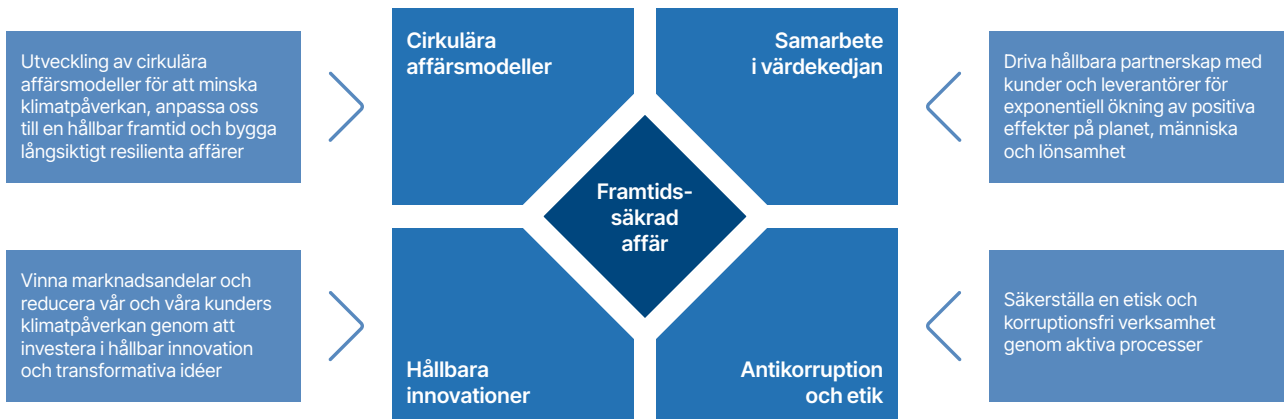 Utveckling av cirkulära
affärsmodeller för att minska
klimatpåverkan, anpassa oss
till en hållbar framtid och bygga
långsiktigt resilienta affärer
Cirkulära
affärsmodeller
Samarbete
i värdekedjan
Driva hållbara partnerskap med
kunder och leverantörer för
exponentiell ökning av positiva
effekter på planet, människa
och lönsamhet
Framtids-
säkrad
affär
Vinna marknadsandelar och
reducera vår och våra kunders
klimatpåverkan genom att
investera i hållbar innovation
och transformativa idéer
Hållbara
innovationer
Antikorruption
och etik
Säkerställa en etisk och
korruptionsfri verksamhet
genom aktiva processer